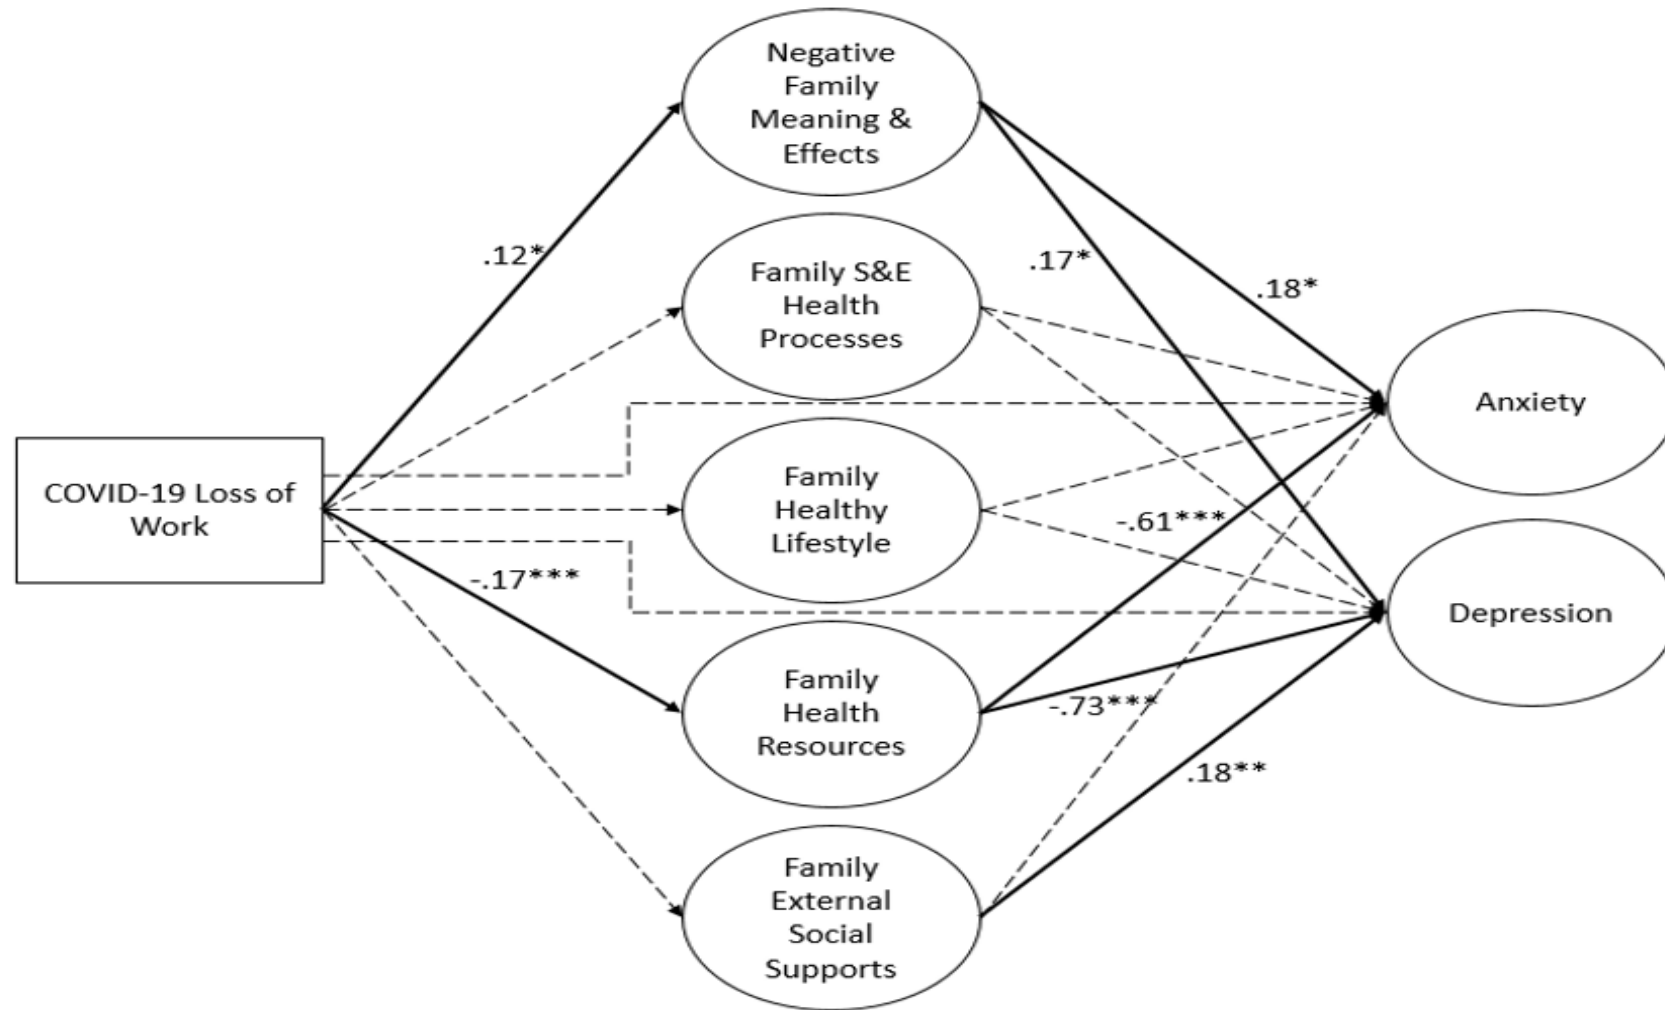 Negative
Family
Meaning &
Effects
.12*
.17*
.18*
Family S&E
Health
Processes
Anxiety
COVID-19 Loss of
Work
Family
Healthy
Lifestyle
-.61***
-.17***
Depression
Family
Health
Resources
-.73***
.18**
Family
External
Social
Supports